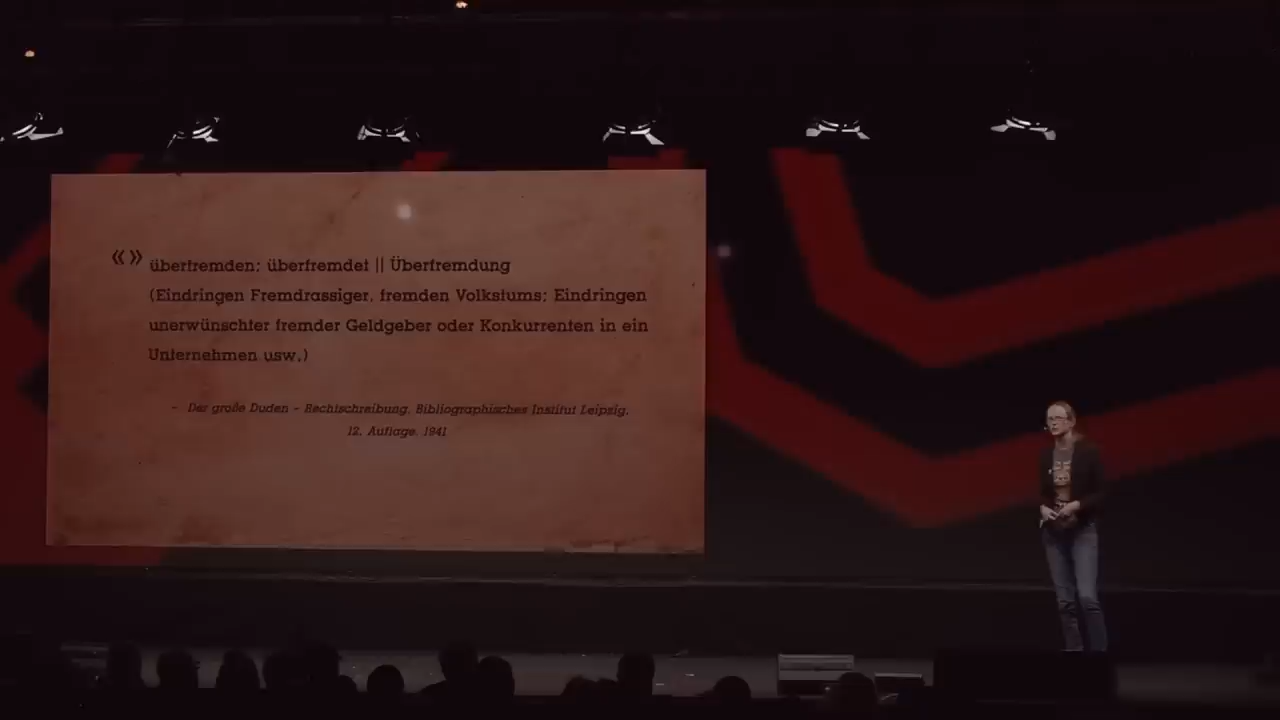 «» überfremden; überfremdet || Überfremdung
(Eindringen Fremdrassiger, fremden Volkstums; Eindringen
unerwünschter fremder Geldgeber oder Konkurrenten in ein
Unternehmen usw.)
- Der große Duden – Rechtschreibung, Bibliographisches Institut Leipzig,
12. Auflage, 1941